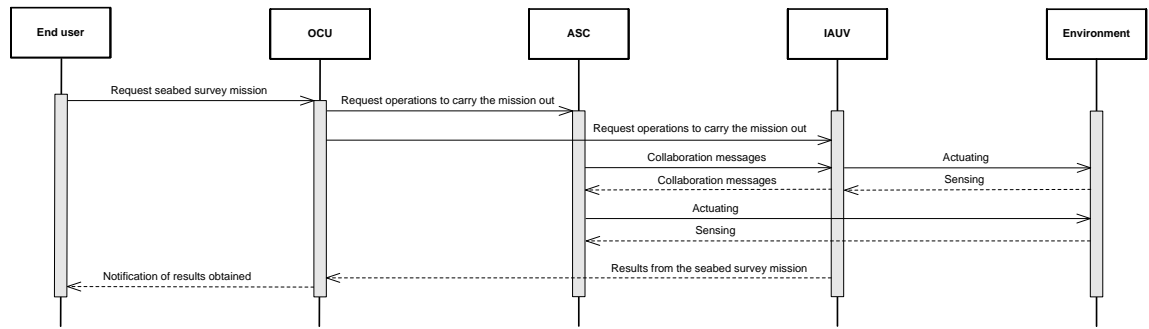 End user
OCU
ASC
IAUV
Environment
Request seabed survey mission
Request operations to carry the mission out
Request operations to carry the mission out
Collaboration messages
Actuating
Collaboration messages
Sensing
Actuating
Sensing
Results from the seabed survey mission
Notification of results obtained